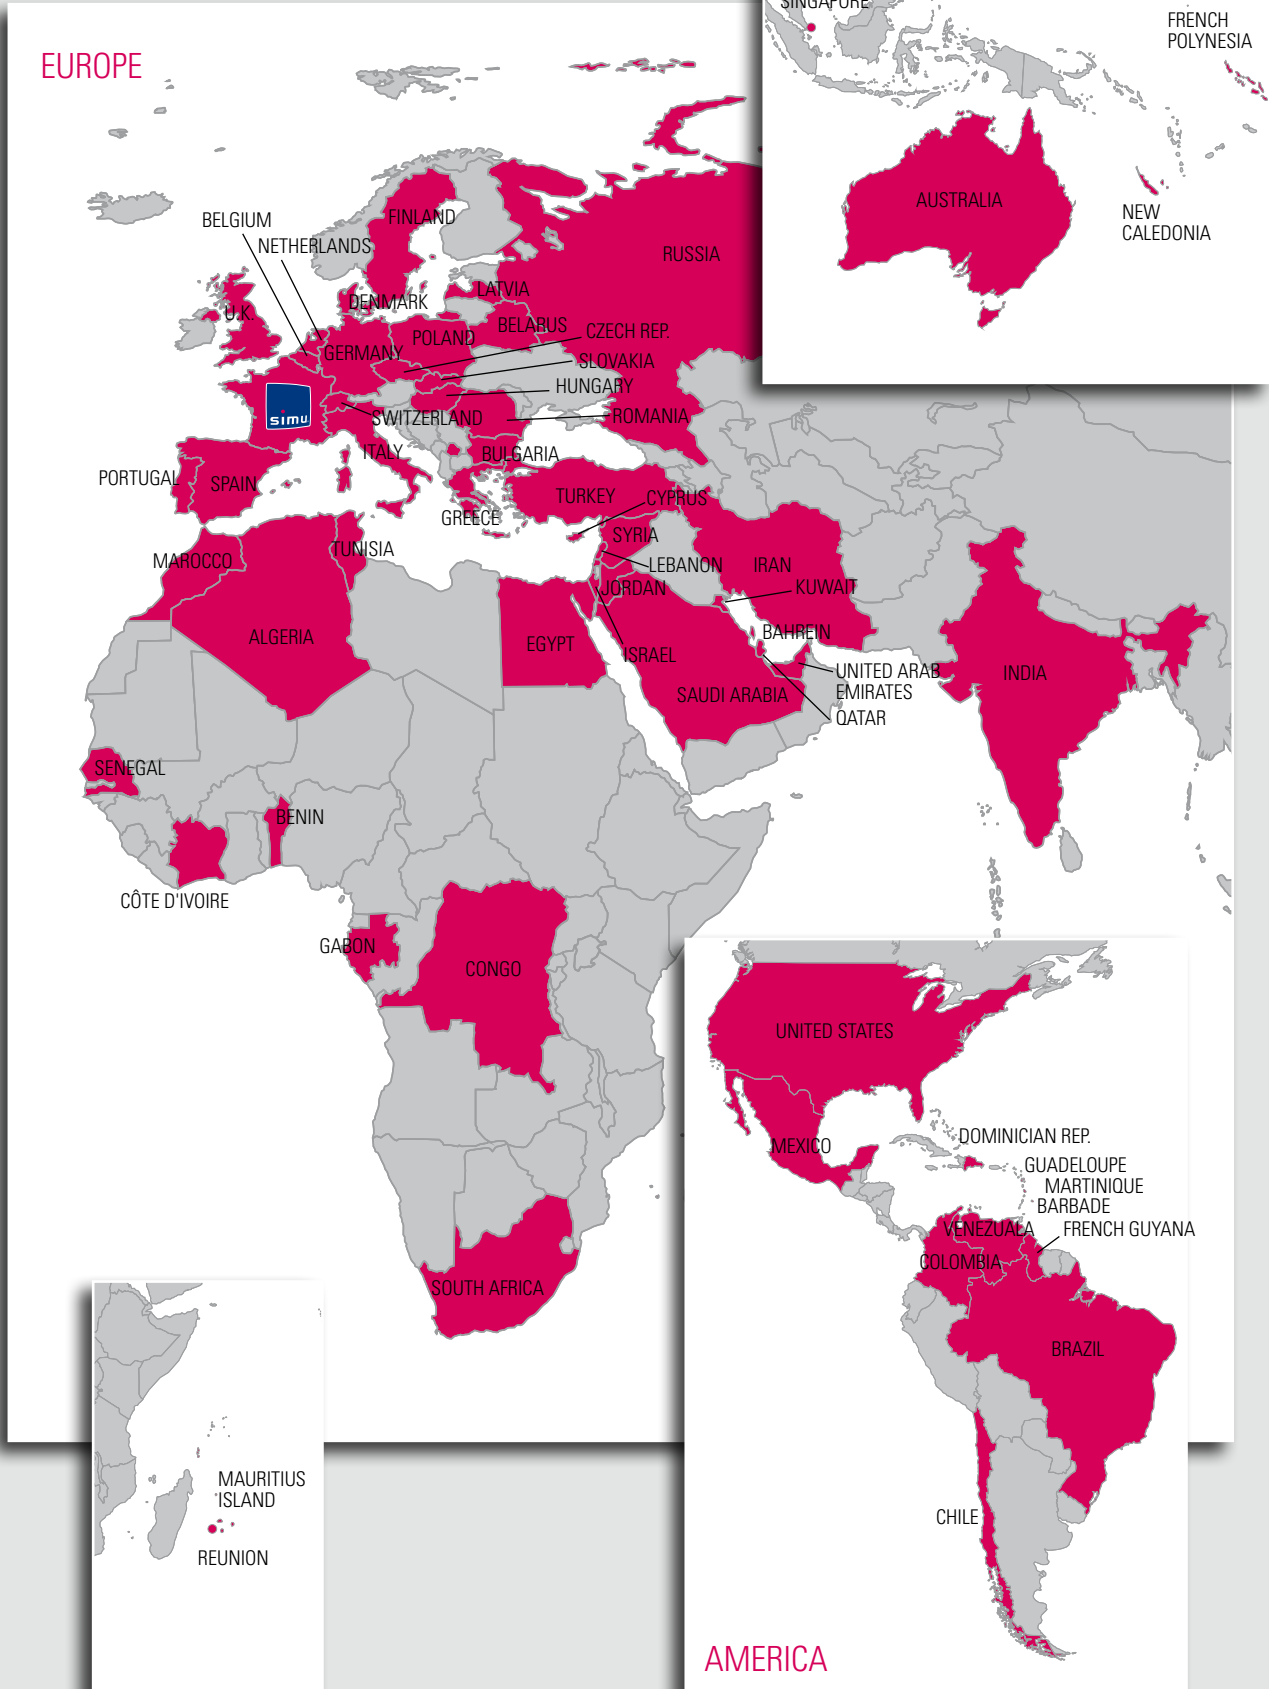 SINGAPORE
FRENCH
POLYNESIA
EUROPE
AUSTRALIA
NEW
CALEDONIA
BELGIUM
FINLAND
NETHERLANDS
RUSSIA
LATVIA
DENMARK
U.K.
BELARUS
CZECH REP.
POLAND
GERMANY
SLOVAKIA
HUNGARY
simu
SWITZERLAND
ROMANIA
ITALY
BULGARIA
PORTUGAL
SPAIN
TURKEY
CYPRUS
GREECE
SYRIA
MAROCCO
TUNISIA
LEBANON
IRAN
JORDAN
KUWAIT
ALGERIA
EGYPT
BAHREIN
ISRAEL
UNITED ARAB
EMIRATES
INDIA
SAUDI ARABIA
QATAR
SENEGAL
BENIN
CÔTE D'IVOIRE
GABON
CONGO
UNITED STATES
MEXICO
DOMINICIAN REP.
GUADELOUPE
MARTINIQUE
BARBADE
VENEZUALA
FRENCH GUYANA
COLOMBIA
SOUTH AFRICA
BRAZIL
MAURITIUS
ISLAND
CHILE
REUNION
AMERICA